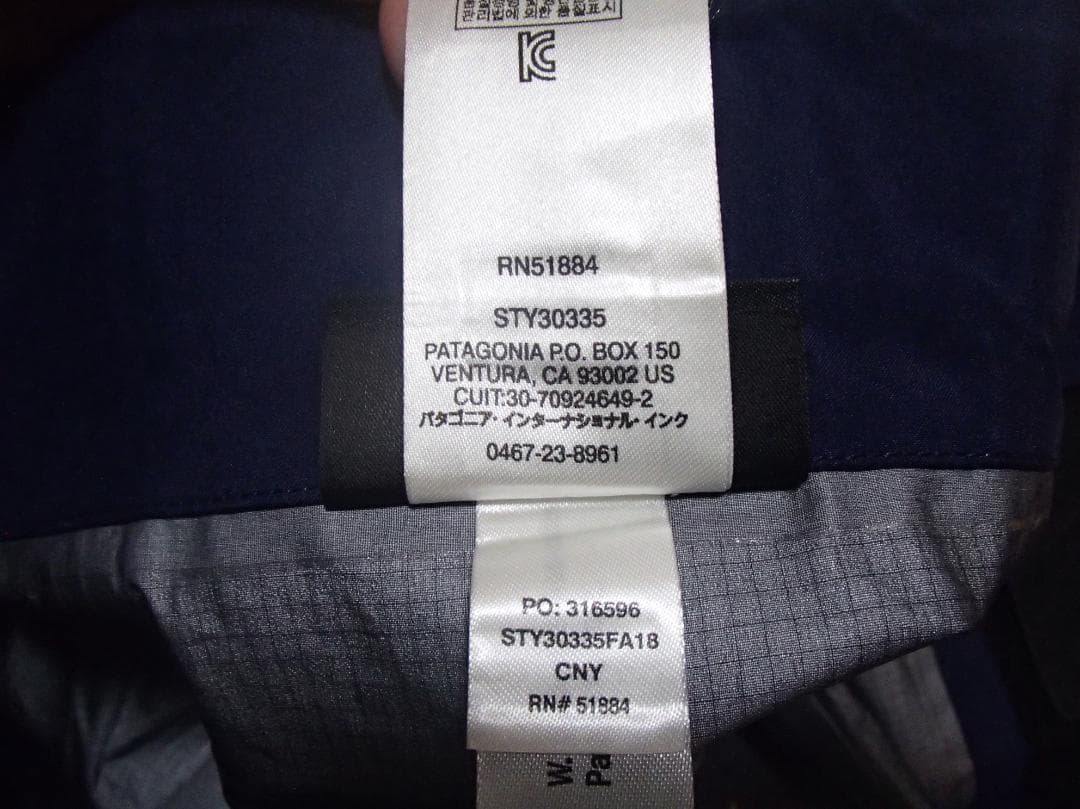 RN51884
STY30335
PATAGONIA P.O. BOX 150
VENTURA, CA 93002 US
CUIT:30-70924649-2
パタゴニア・インターナショナル・インク
0467-23-8961
PO: 316596
STY30335FA18
CNY
RN# 51884
W.
Pa